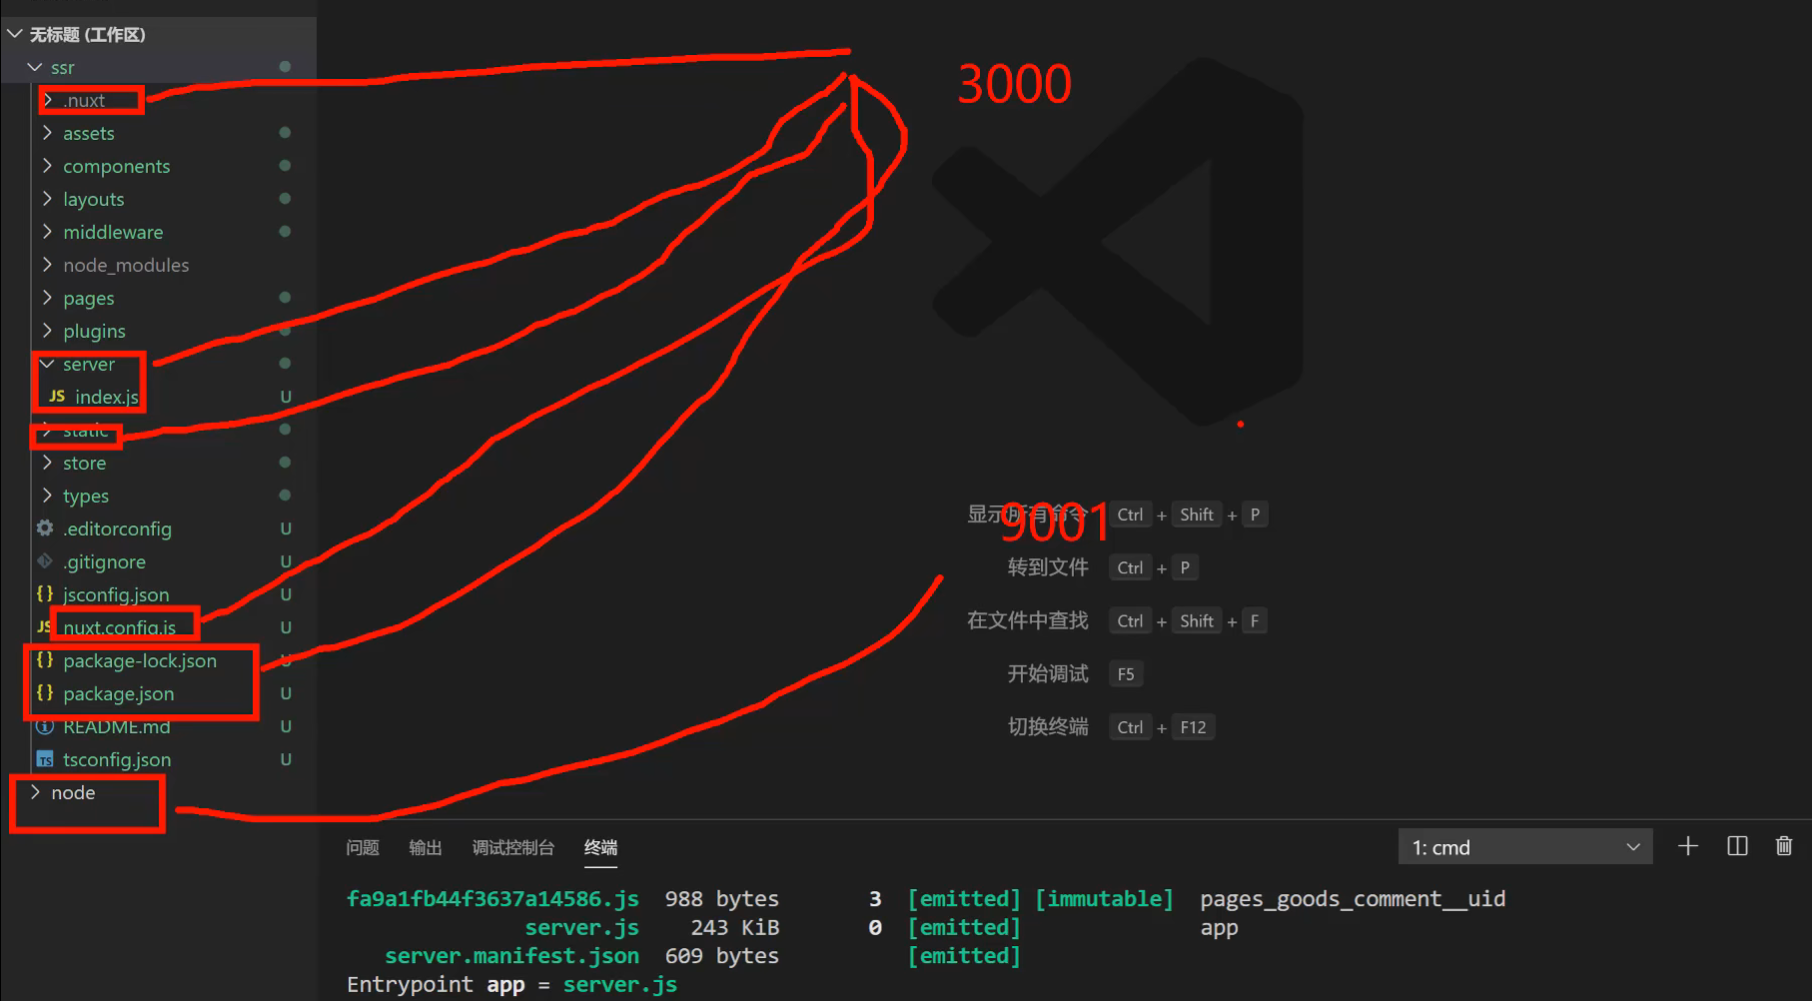 无标题 (工作区)
ssr
.nuxt
assets
components
layouts
middleware
node_modules
pages
plugins
server
JS index.js U
static
store
types
.editorconfig U
.gitignore U
{} jsconfig.json U
JS nuxt.config.js U
{} package-lock.json U
{} package.json U
README.md U
TS tsconfig.json U
node
3000
9001
显示所有命令 Ctrl + Shift + P
转到文件 Ctrl + P
在文件中查找 Ctrl + Shift + F
开始调试 F5
切换终端 Ctrl + F12
问题 输出 调试控制台 终端 1: cmd
fa9a1fb44f3637a14586.js 988 bytes 3 [emitted] [immutable] pages_goods_comment__uid
server.js 243 KiB 0 [emitted] app
server.manifest.json 609 bytes [emitted]
Entrypoint app = server.js